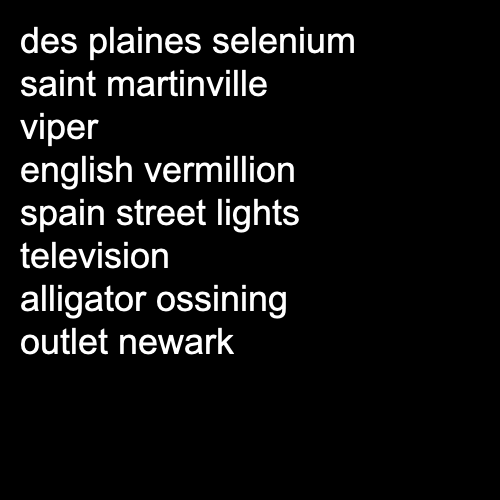 des plaines selenium
saint martinville
viper
english vermillion
spain street lights
television
alligator ossining
outlet newark